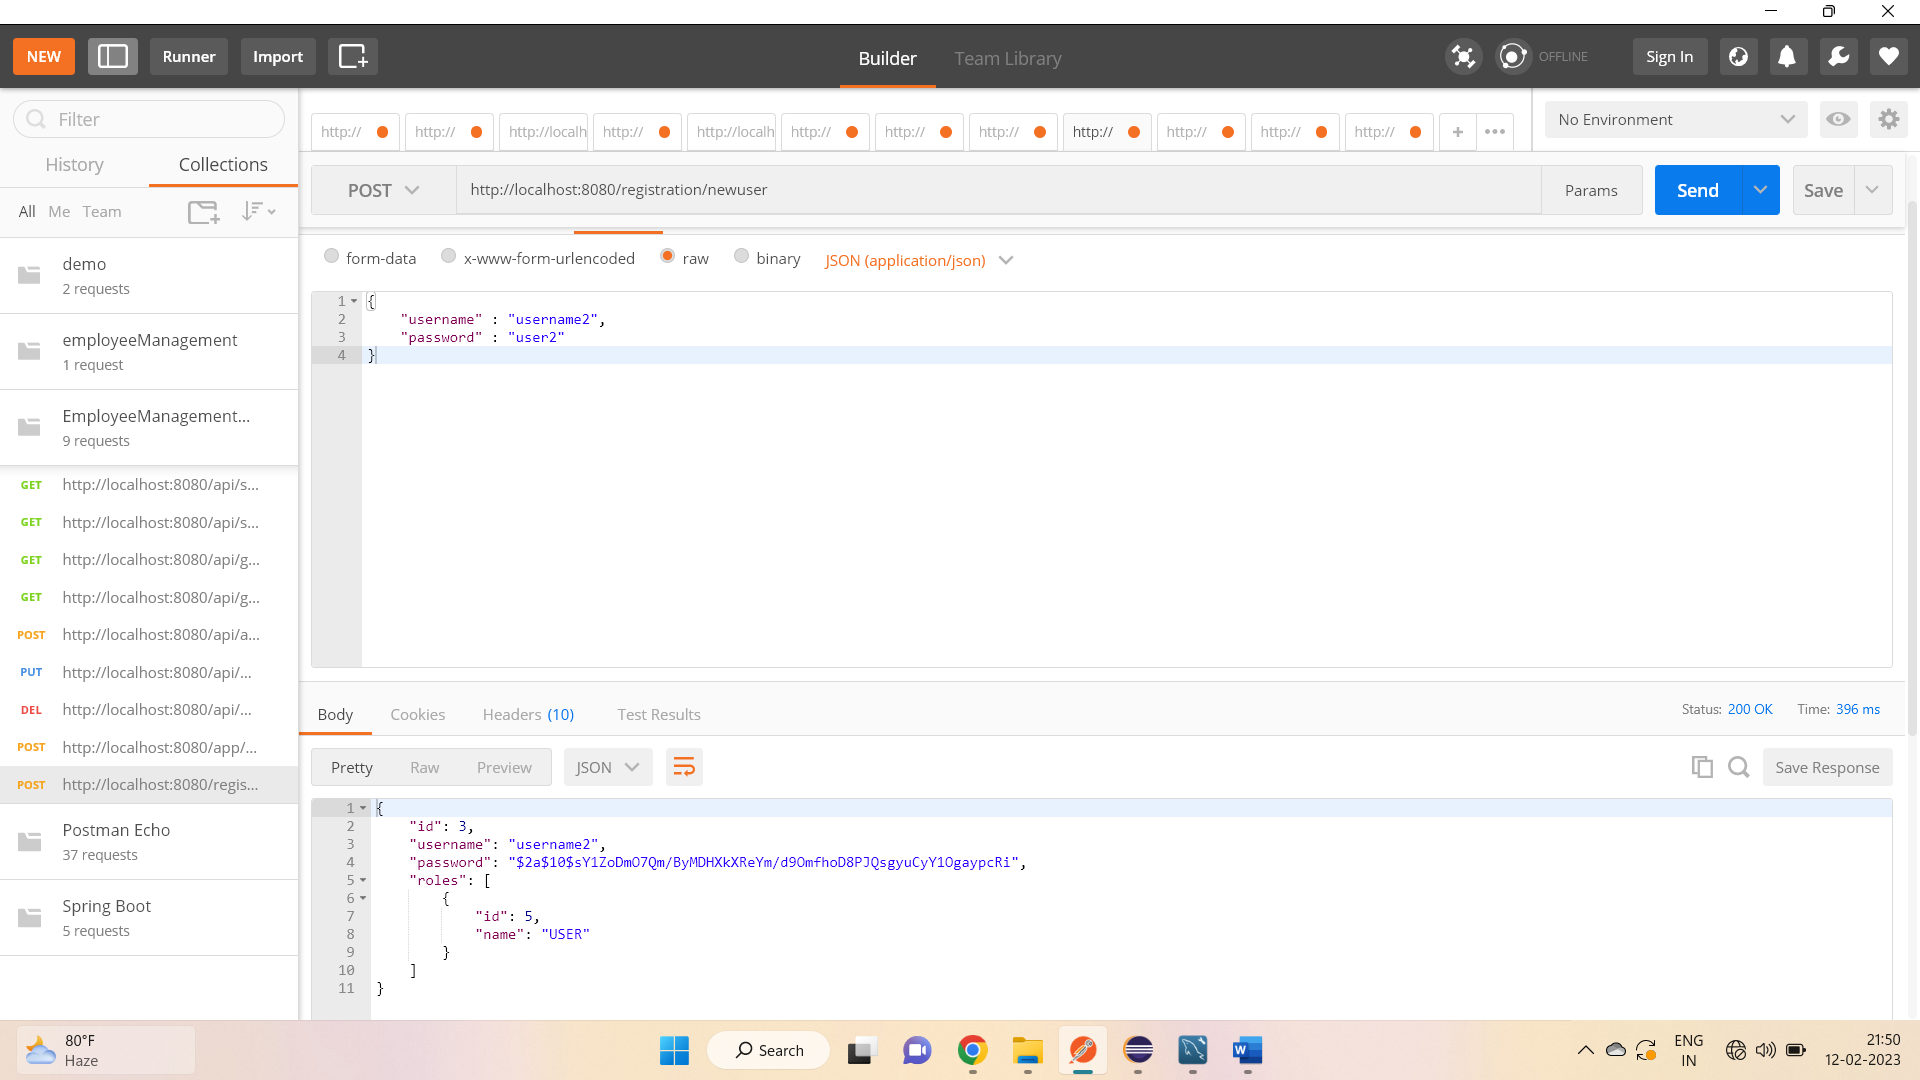 NEW
Runner
Import
Builder
Team Library
OFFLINE
Sign In
Filter
History
Collections
All Me Team
demo
2 requests
employeeManagement
1 request
EmployeeManagement...
9 requests
GET http://localhost:8080/api/s...
GET http://localhost:8080/api/s...
GET http://localhost:8080/api/g...
GET http://localhost:8080/api/g...
POST http://localhost:8080/api/a...
PUT http://localhost:8080/api/...
DEL http://localhost:8080/api/...
POST http://localhost:8080/app/...
POST http://localhost:8080/regis...
Postman Echo
37 requests
Spring Boot
5 requests
http:// http:// http://localh http:// http://localh http:// http:// http:// http:// http:// http:// http:// + •••
No Environment
POST http://localhost:8080/registration/newuser Params Send Save
form-data x-www-form-urlencoded raw binary JSON (application/json)
1 {
2 "username" : "username2",
3 "password" : "user2"
4 }
Body Cookies Headers (10) Test Results Status: 200 OK Time: 396 ms
Pretty Raw Preview JSON Save Response
1 {
2 "id": 3,
3 "username": "username2",
4 "password": "$2a$10$sY1ZoDmO7Qm/ByMDHXkXReYm/d9OmfhoD8PJQsgyuCyY1OgaypcRi",
5 "roles": [
6 {
7 "id": 5,
8 "name": "USER"
9 }
10 ]
11 }
80°F
Haze
Search
ENG
IN
21:50
12-02-2023